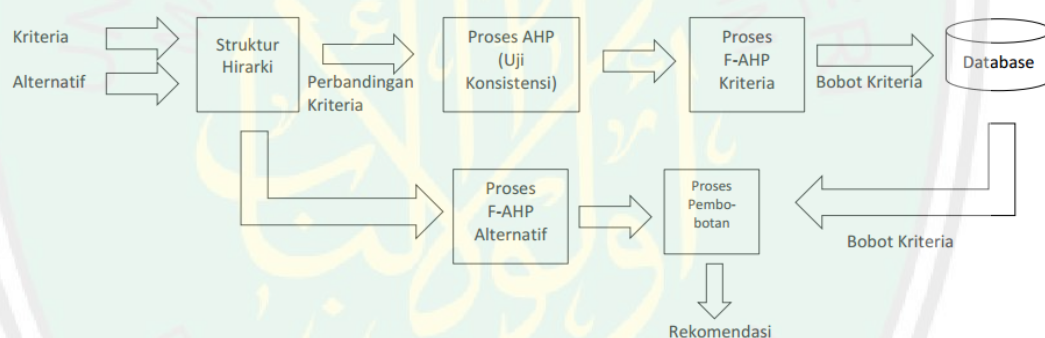 Kriteria
Alternatif
Struktur
Hirarki
Perbandingan
Kriteria
Proses AHP
(Uji
Konsistensi)
Proses
F-AHP
Kriteria
Bobot Kriteria
Database
Proses
F-AHP
Alternatif
Proses
Pembo-
botan
Bobot Kriteria
Rekomendasi